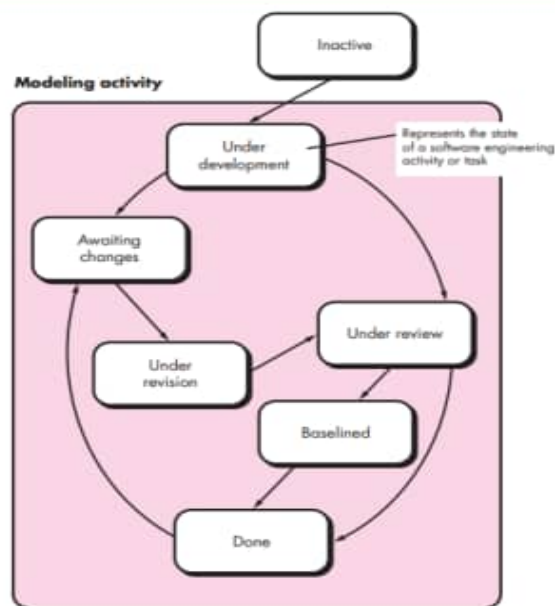 Inactive
Modeling activity
Under
development
Represents the state
of a software engineering
activity or task
Awaiting
changes
Under review
Under
revision
Baselined
Done